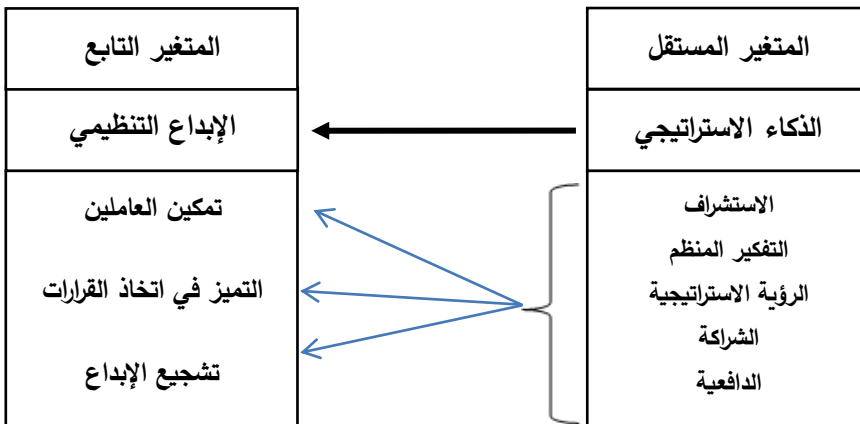 المتغير المستقل
المتغير التابع
الذكاء الاستراتيجي
الإبداع التنظيمي
الاستشراف
التفكير المنظم
الرؤية الاستراتيجية
الشراكة
الدافعية
تمكين العاملين
التميز في اتخاذ القرارات
تشجيع الإبداع